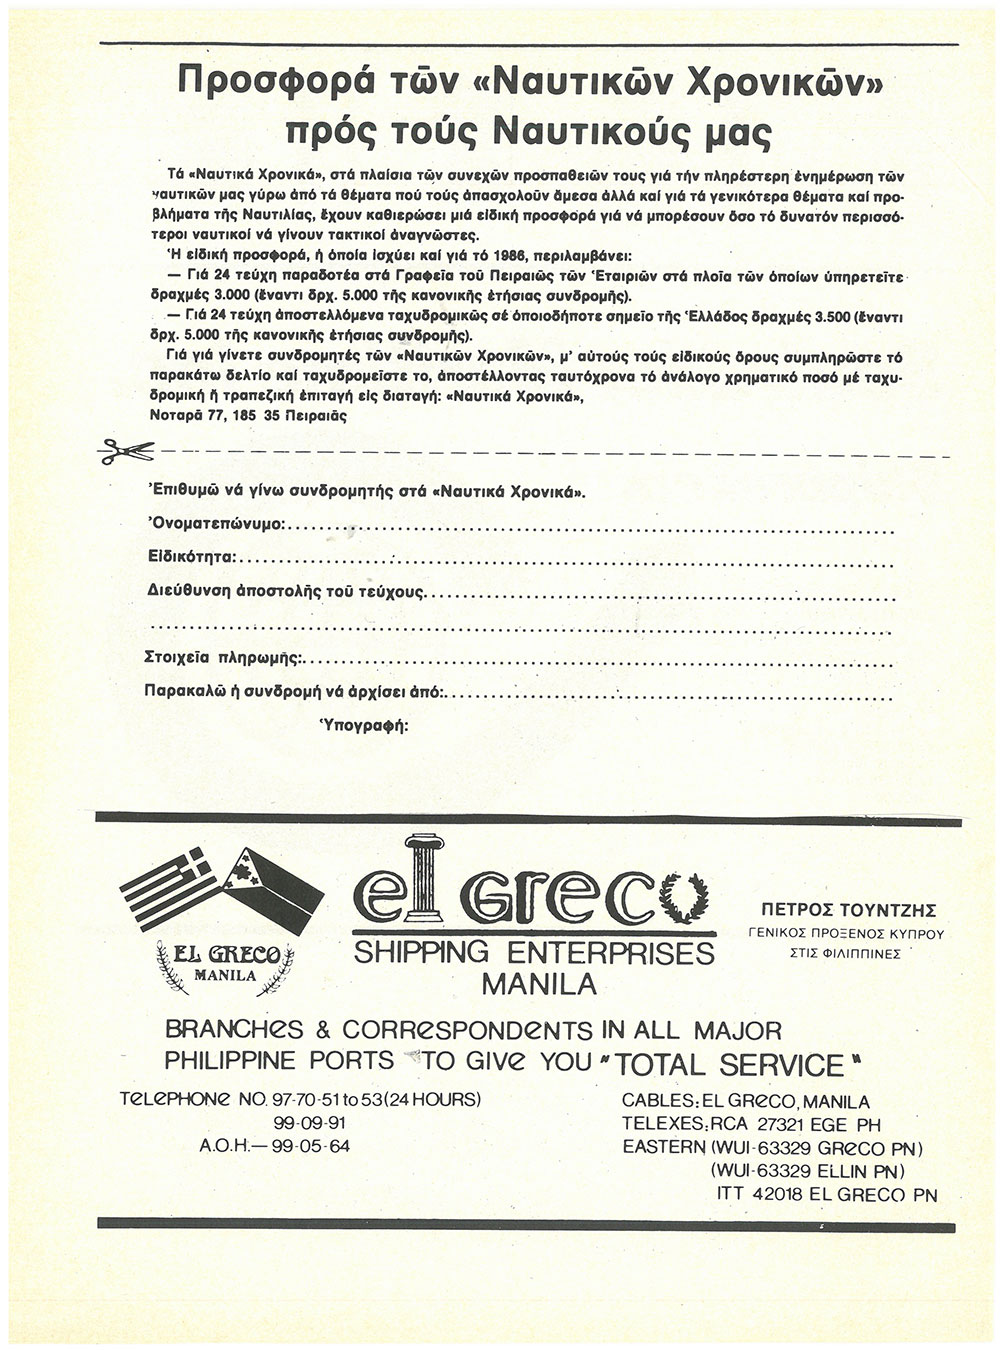 Προσφορά τῶν «Ναυτικῶν Χρονικῶν»
πρός τούς Ναυτικούς μας
Τά «Ναυτικά Χρονικά», στά πλαίσια τῶν συνεχῶν προσπαθειῶν τους γιά τήν πληρέστερη ἐνημέρωση τῶν
ναυτικῶν μας γύρω ἀπό τά θέματα πού τούς ἀπασχολοῦν ἄμεσα ἀλλά καί γιά τά γενικότερα θέματα καί προ-
βλήματα τῆς Ναυτιλίας, ἔχουν καθιερώσει μιά εἰδική προσφορά γιά νά μπορέσουν ὅσο τό δυνατόν περισσό-
τεροι ναυτικοί νά γίνουν τακτικοί ἀναγνῶστες.
Ἡ εἰδική προσφορά, ἡ ὁποία ἰσχύει καί γιά τό 1986, περιλαμβάνει:
— Γιά 24 τεύχη παραδοτέα στά Γραφεῖα τοῦ Πειραιῶς τῶν Ἑταιριῶν στά πλοῖα τῶν ὁποίων ὑπηρετεῖτε
δραχμές 3.000 (ἔναντι δρχ. 5.000 τῆς κανονικῆς ἐτήσιας συνδρομῆς).
— Γιά 24 τεύχη ἀποστελλόμενα ταχυδρομικῶς σέ ὁποιοδήποτε σημεῖο τῆς Ἑλλάδος δραχμές 3.500 (ἔναντι
δρχ. 5.000 τῆς κανονικῆς ἐτήσιας συνδρομῆς).
Γιά γιά γίνετε συνδρομητές τῶν «Ναυτικῶν Χρονικῶν», μ' αὐτούς τούς εἰδικούς ὅρους συμπληρῶστε τό
παρακάτω δελτίο καί ταχυδρομεῖστε το, ἀποστέλλοντας ταυτόχρονα τό ἀνάλογο χρηματικό ποσό μέ ταχυ-
δρομική ἤ τραπεζική ἐπιταγή εἰς διαταγή: «Ναυτικά Χρονικά»,
Νοταρᾶ 77, 185 35 Πειραιᾶς
Ἐπιθυμῶ νά γίνω συνδρομητής στά «Ναυτικά Χρονικά».
Ὀνοματεπώνυμο:
Εἰδικότητα:
Διεύθυνση ἀποστολῆς τοῦ τεύχους
Στοιχεῖα πληρωμῆς:
Παρακαλῶ ἡ συνδρομή νά ἀρχίσει ἀπό:
Ὑπογραφή:
EL GRECO
MANILA
el Greco
SHIPPING ENTERPRISES
MANILA
ΠΕΤΡΟΣ ΤΟΥΝΤΖΗΣ
ΓΕΝΙΚΟΣ ΠΡΟΞΕΝΟΣ ΚΥΠΡΟΥ
ΣΤΙΣ ΦΙΛΙΠΠΙΝΕΣ
BRANCHES & CORRESPONDENTS IN ALL MAJOR
PHILIPPINE PORTS TO GIVE YOU "TOTAL SERVICE"
TELEPHONE NO. 97-70-51 to 53 (24 HOURS)
99-09-91
A.O.H.— 99-05-64
CABLES: EL GRECO, MANILA
TELEXES: RCA 27321 EGE PH
EASTERN (WUI-63329 GRECO PN)
(WUI-63329 ELLIN PN)
ITT 42018 EL GRECO PN